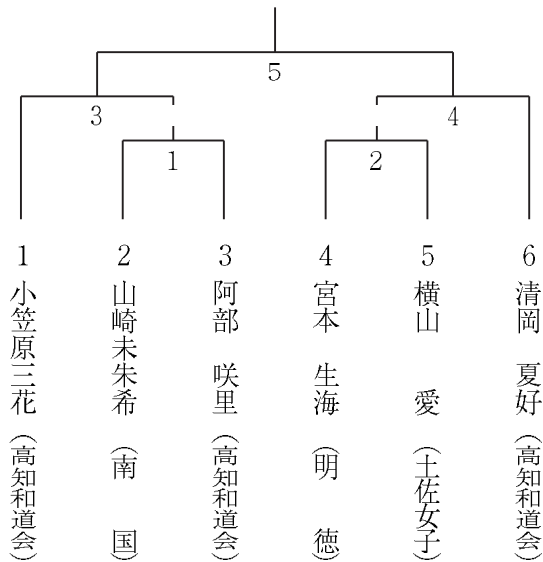 5
3
4
1
2
1 小笠原三花 (高知和道会)
2 山崎未朱希 (南 国)
3 阿部 咲里 (高知和道会)
4 宮本 生海 (明 徳)
5 横山 愛 (土佐女子)
6 清岡 夏好 (高知和道会)